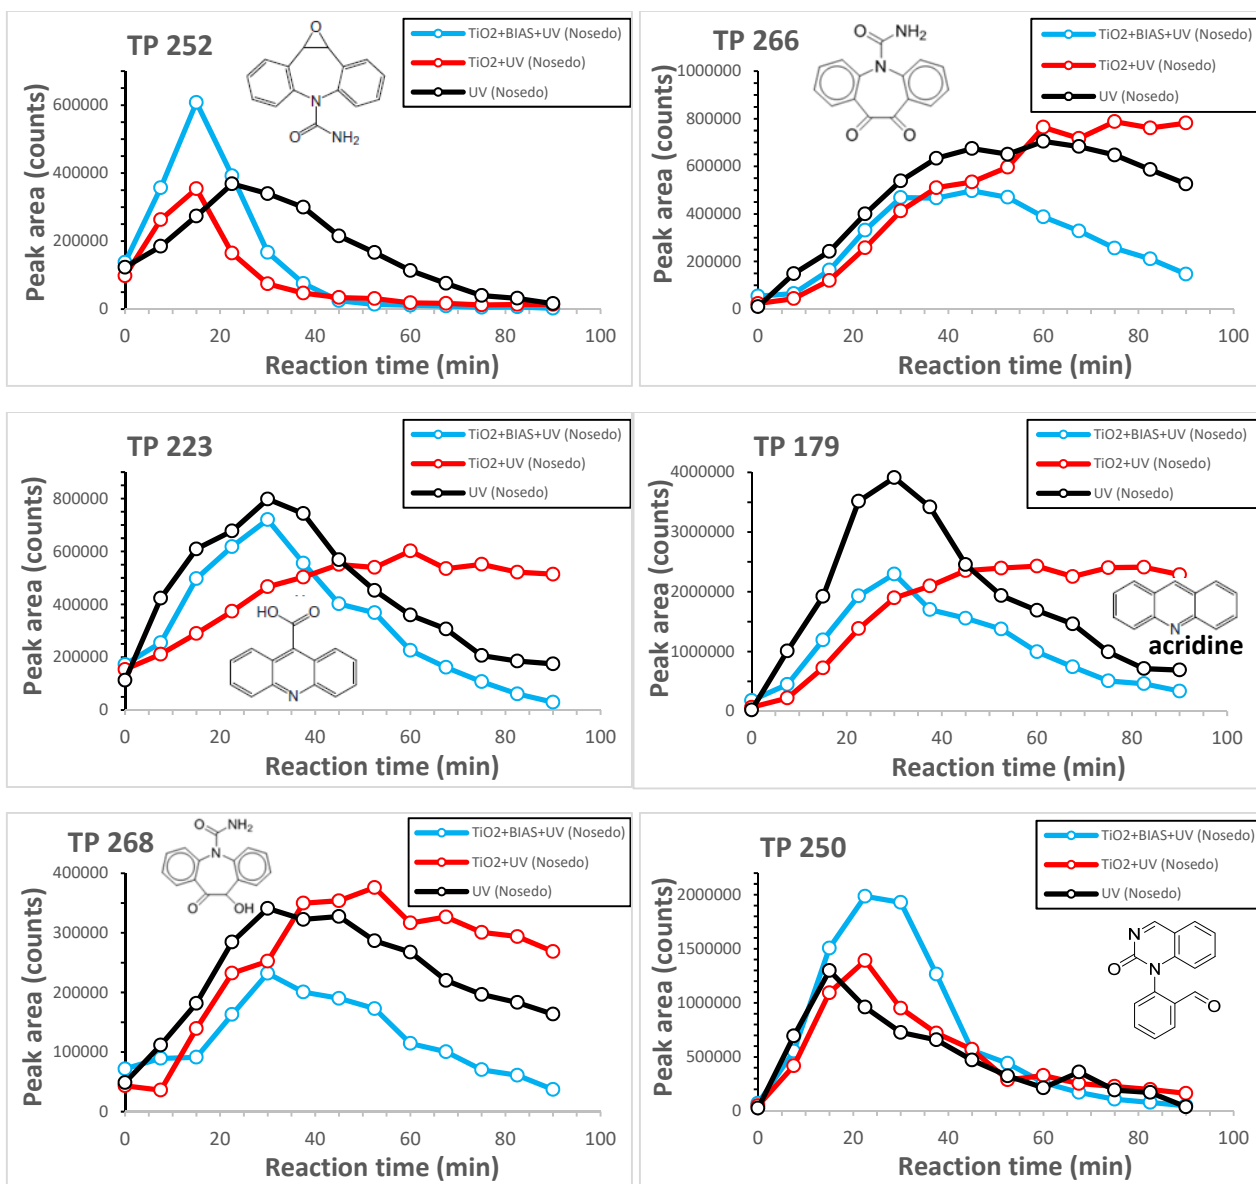 TP 252
TiO2+BIAS+UV (Nosedo)
TiO2+UV (Nosedo)
UV (Nosedo)
O
N
O
NH2
Peak area (counts)
600000
400000
200000
0
0 20 40 60 80 100
Reaction time (min)
TP 266
TiO2+BIAS+UV (Nosedo)
TiO2+UV (Nosedo)
UV (Nosedo)
O
NH2
N
O
O
Peak area (counts)
1000000
800000
600000
400000
200000
0
0 20 40 60 80 100
Reaction time (min)
TP 223
TiO2+BIAS+UV (Nosedo)
TiO2+UV (Nosedo)
UV (Nosedo)
Peak area (counts)
800000
600000
400000
200000
0
HO
O
N
0 20 40 60 80 100
Reaction time (min)
TP 179
TiO2+BIAS+UV (Nosedo)
TiO2+UV (Nosedo)
UV (Nosedo)
Peak area (counts)
4000000
3000000
2000000
1000000
0
N
acridine
0 20 40 60 80 100
Reaction time (min)
TP 268
O
NH2
N
O
OH
TiO2+BIAS+UV (Nosedo)
TiO2+UV (Nosedo)
UV (Nosedo)
Peak area (counts)
400000
300000
200000
100000
0
0 20 40 60 80 100
Reaction time (min)
TP 250
TiO2+BIAS+UV (Nosedo)
TiO2+UV (Nosedo)
UV (Nosedo)
Peak area (counts)
2000000
1500000
1000000
500000
0
N
O
N
O
0 20 40 60 80 100
Reaction time (min)